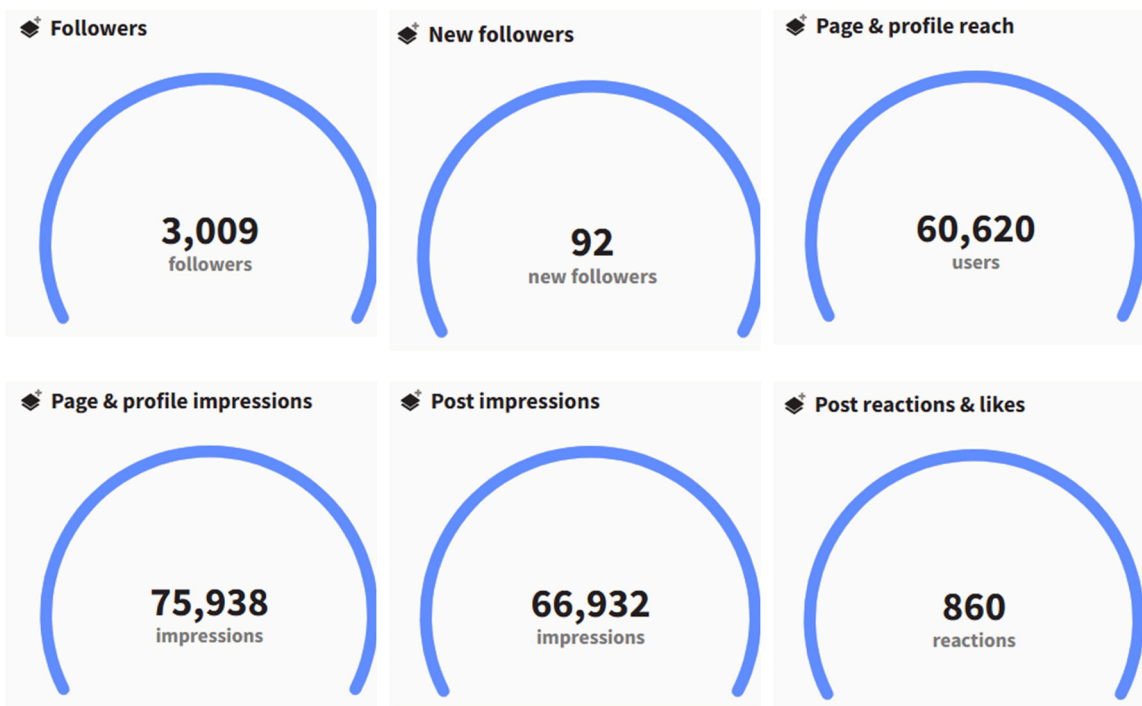 Followers
3,009
followers
New followers
92
new followers
Page & profile reach
60,620
users
Page & profile impressions
75,938
impressions
Post impressions
66,932
impressions
Post reactions & likes
860
reactions